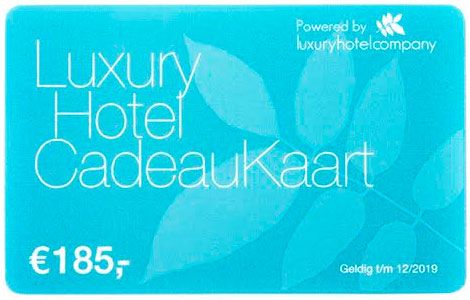 Powered by
luxuryhotelcompany
Luxury
Hotel
CadeauKaart
€185,-
Geldig t/m 12/2019